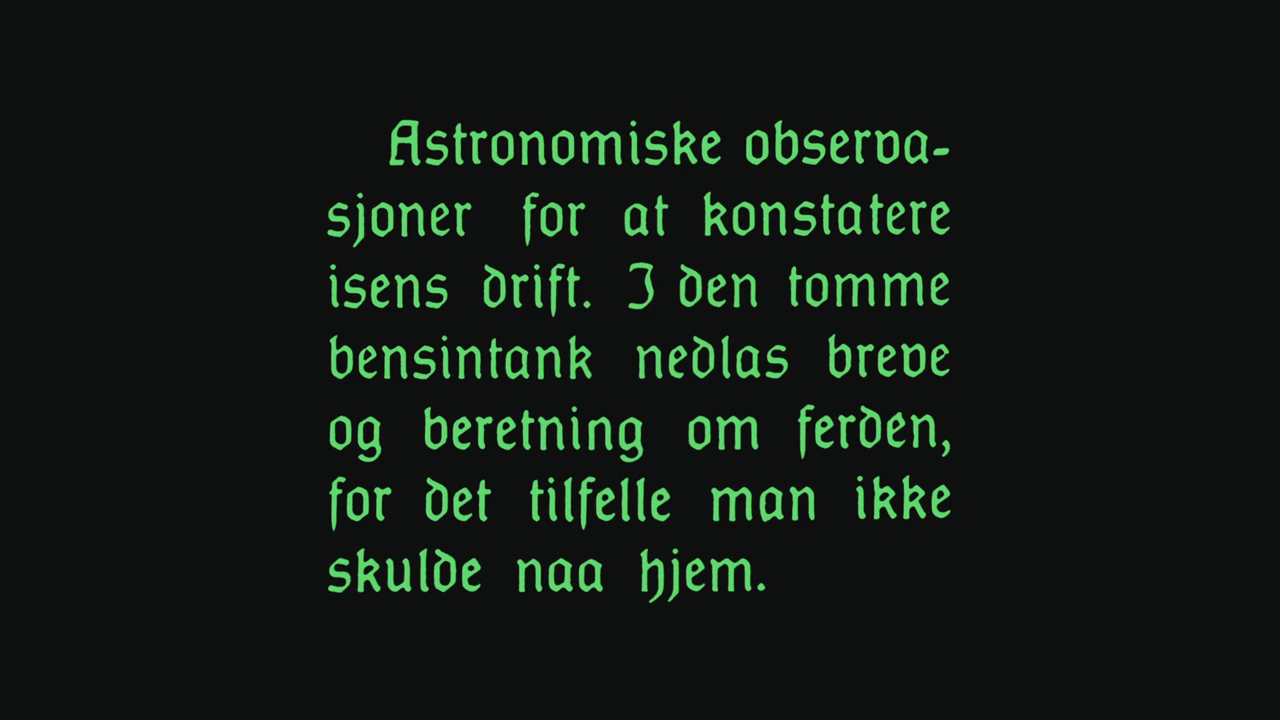 Astronomiske observa-
sjoner for at konstatere
isens drift. I den tomme
bensintank nedlas breve
og beretning om ferden,
for det tilfelle man ikke
skulde naa hjem.